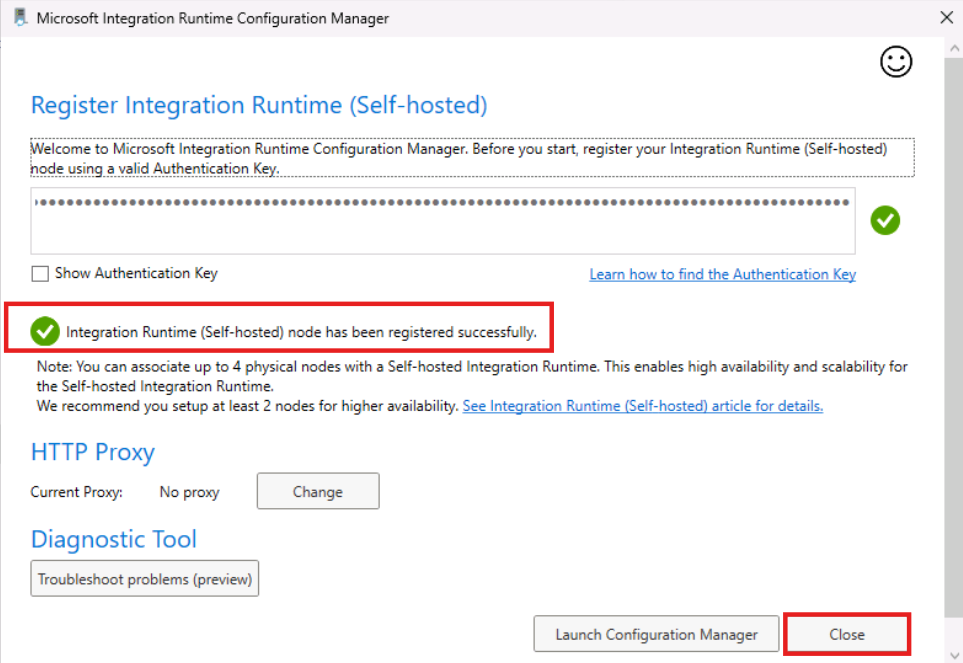 Microsoft Integration Runtime Configuration Manager
Register Integration Runtime (Self-hosted)
Welcome to Microsoft Integration Runtime Configuration Manager. Before you start, register your Integration Runtime (Self-hosted)
node using a valid Authentication Key.
Show Authentication Key
Learn how to find the Authentication Key
Integration Runtime (Self-hosted) node has been registered successfully.
Note: You can associate up to 4 physical nodes with a Self-hosted Integration Runtime. This enables high availability and scalability for
the Self-hosted Integration Runtime.
We recommend you setup at least 2 nodes for higher availability. See Integration Runtime (Self-hosted) article for details.
HTTP Proxy
Current Proxy: No proxy Change
Diagnostic Tool
Troubleshoot problems (preview)
Launch Configuration Manager Close